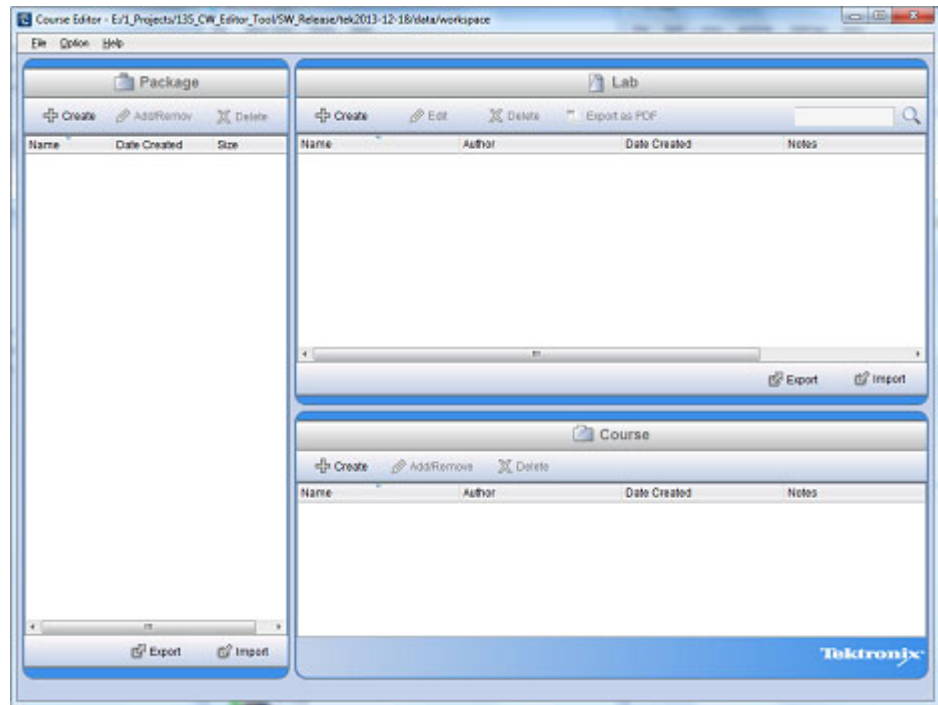 Course Editor - E:/1_Projects/135_CW_Editor_Tool/SW_Release/tek2013-12-18/data/workspace
File Option Help
Package
Create Add/Remov Delete
Name Date Created Size
Export Import
Lab
Create Edit Delete Export as PDF
Name Author Date Created Notes
Export Import
Course
Create Add/Remove Delete
Name Author Date Created Notes
Tektronix